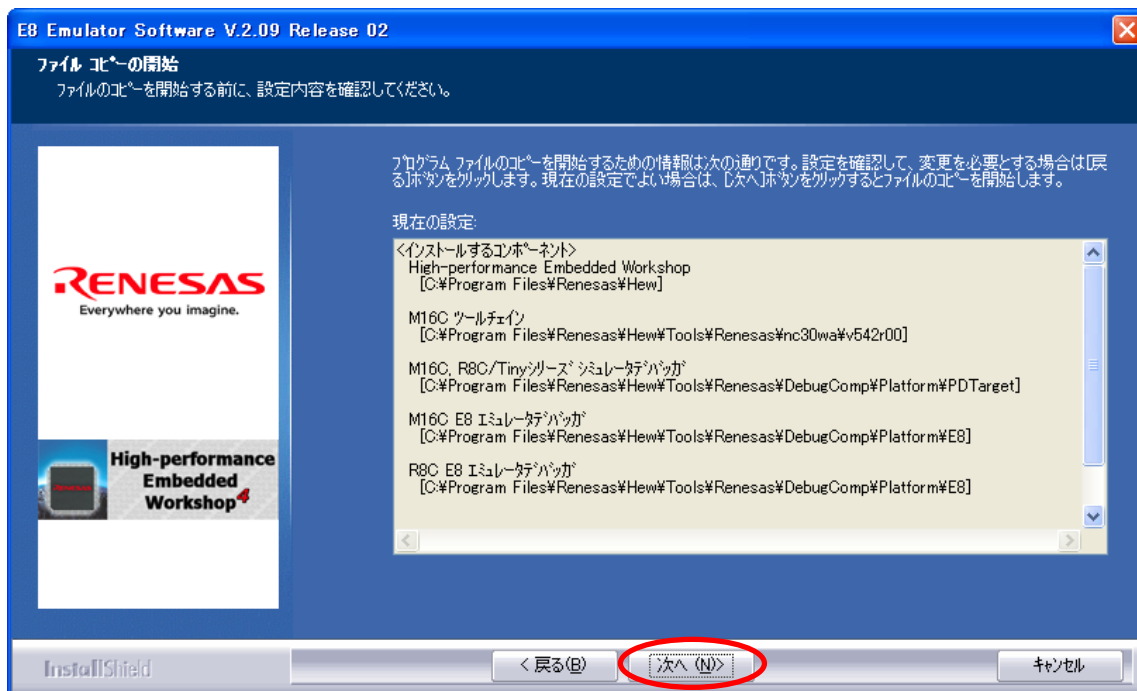 E8 Emulator Software V.2.09 Release 02
ファイル コピーの開始
ファイルのコピーを開始する前に、設定内容を確認してください。
プログラム ファイルのコピーを開始するための情報は次の通りです。設定を確認して、変更を必要とする場合は[戻
る]ボタンをクリックします。現在の設定でよい場合は、[次へ]ボタンをクリックするとファイルのコピーを開始します。
現在の設定:
<インストールするコンポーネント>
High-performance Embedded Workshop
[C:¥Program Files¥Renesas¥Hew]
M16C ツールチェイン
[C:¥Program Files¥Renesas¥Hew¥Tools¥Renesas¥nc30wa¥v542r00]
M16C, R8C/Tinyシリーズ シミュレータデバッガ
[C:¥Program Files¥Renesas¥Hew¥Tools¥Renesas¥DebugComp¥Platform¥PDTarget]
M16C E8 エミュレータデバッガ
[C:¥Program Files¥Renesas¥Hew¥Tools¥Renesas¥DebugComp¥Platform¥E8]
R8C E8 エミュレータデバッガ
[C:¥Program Files¥Renesas¥Hew¥Tools¥Renesas¥DebugComp¥Platform¥E8]
RENESAS
Everywhere you imagine.
High-performance
Embedded
Workshop4
InstallShield
< 戻る(B)
次へ (N)>
キャンセル